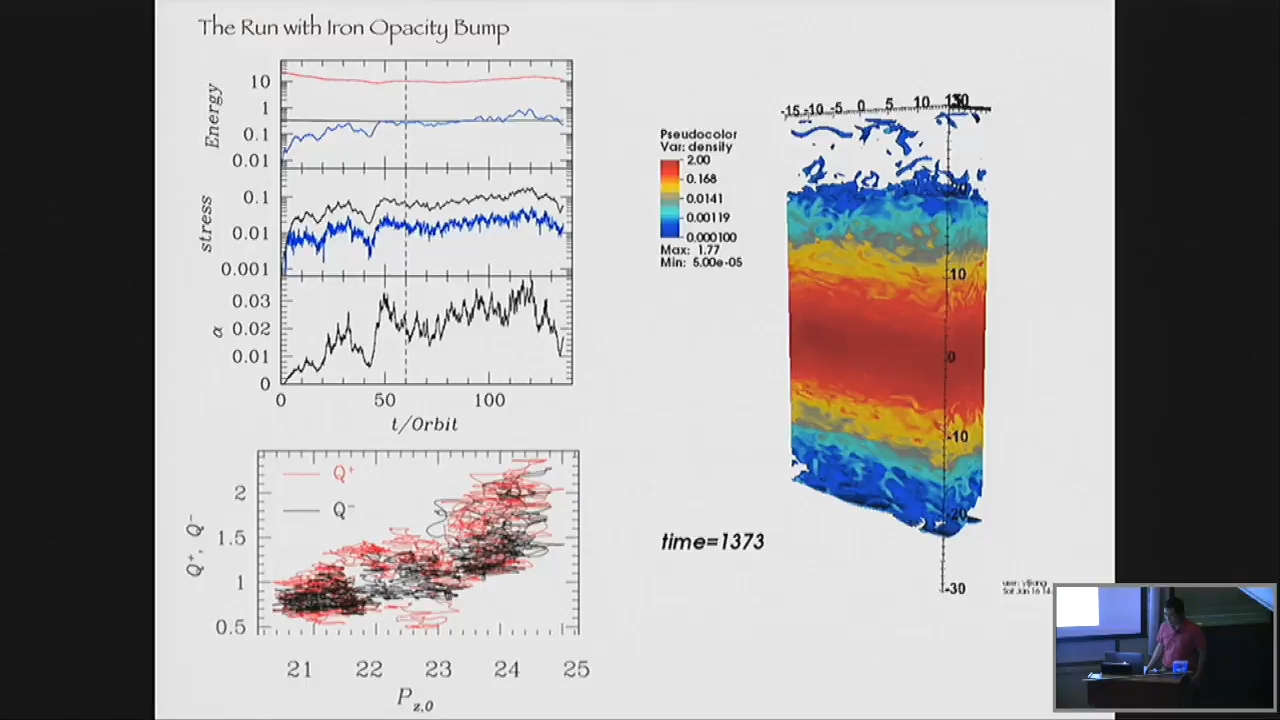 The Run with Iron Opacity Bump
Energy
10
1
0.1
0.01
stress
0.1
0.01
0.001
α
0.03
0.02
0.01
0
0 50 100
t/Orbit
Q⁺, Q⁻
Q⁺
Q⁻
2
1.5
1
0.5
21 22 23 24 25
P_{z,0}
Pseudocolor
Var: density
2.00
0.168
0.0141
0.00119
0.000100
Max: 1.77
Min: 5.00e-05
-15 -10 -5 0 5 10
20
10
0
-10
-20
-30
time=1373